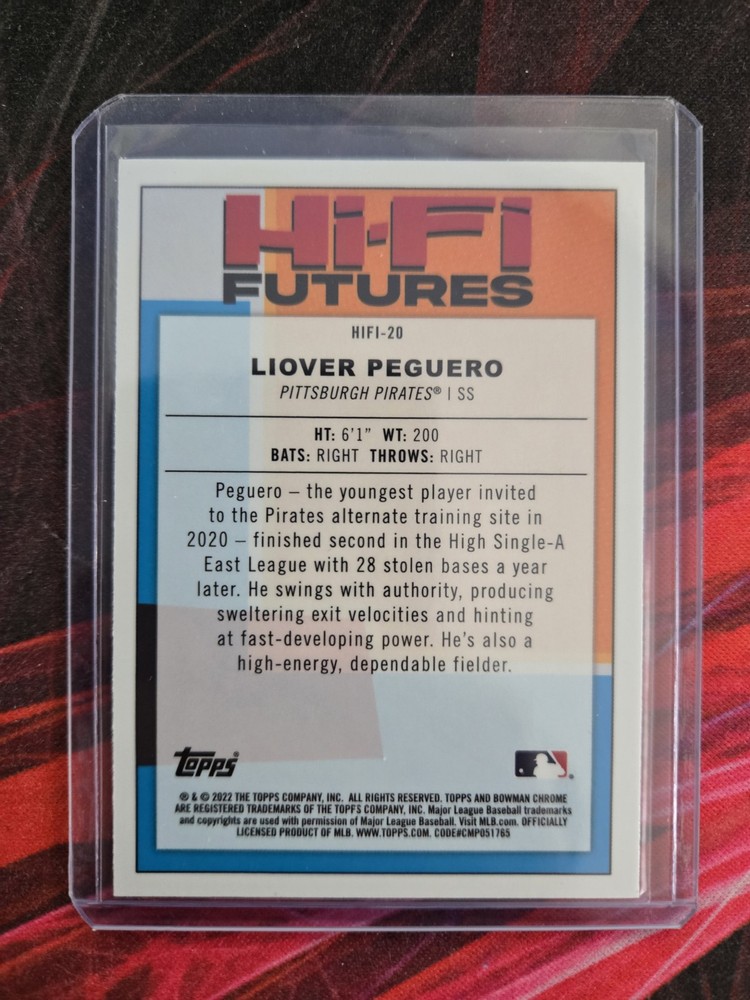 Hi-Fi
FUTURES
HIFI-20
LIOVER PEGUERO
PITTSBURGH PIRATES® | SS
HT: 6'1" WT: 200
BATS: RIGHT THROWS: RIGHT
Peguero – the youngest player invited
to the Pirates alternate training site in
2020 – finished second in the High Single-A
East League with 28 stolen bases a year
later. He swings with authority, producing
sweltering exit velocities and hinting
at fast-developing power. He's also a
high-energy, dependable fielder.
topps®
® & © 2022 THE TOPPS COMPANY, INC. ALL RIGHTS RESERVED. TOPPS AND BOWMAN CHROME
ARE REGISTERED TRADEMARKS OF THE TOPPS COMPANY, INC. Major League Baseball trademarks
and copyrights are used with permission of Major League Baseball. Visit MLB.com. OFFICIALLY
LICENSED PRODUCT OF MLB. WWW.TOPPS.COM. CODE#CMP051765